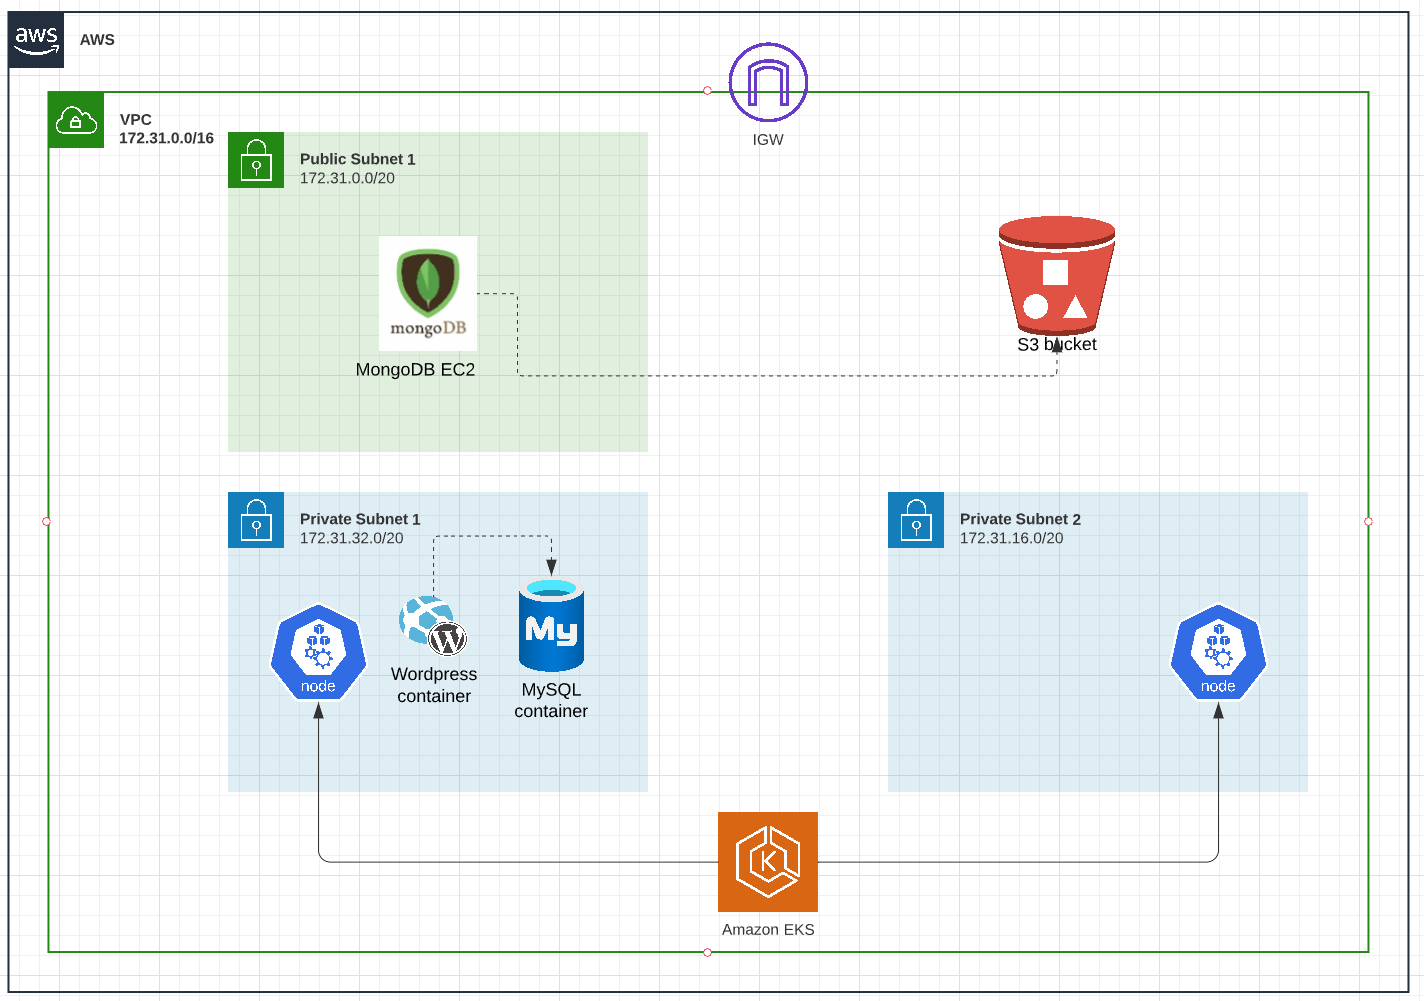 aws
AWS
IGW
VPC
172.31.0.0/16
Public Subnet 1
172.31.0.0/20
mongoDB
MongoDB EC2
S3 bucket
Private Subnet 1
172.31.32.0/20
node
W
Wordpress
container
My
MySQL
container
Private Subnet 2
172.31.16.0/20
node
K
Amazon EKS